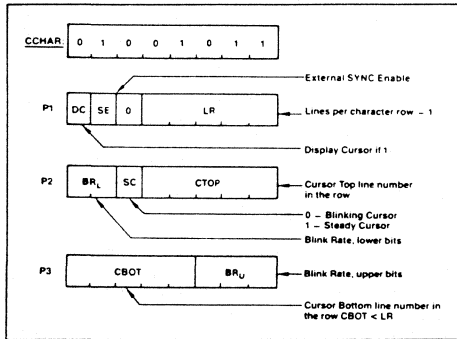 CCHAR. 0 1 0 0 1 0 1 1
External SYNC Enable
P1 DC SE 0 LR Lines per character row – 1
Display Cursor if 1
P2 BRL SC CTOP Cursor Top line number
in the row
0 – Blinking Cursor
1 – Steady Cursor
Blink Rate, lower bits
P3 CBOT BRU Blink Rate, upper bits
Cursor Bottom line number in
the row CBOT < LR